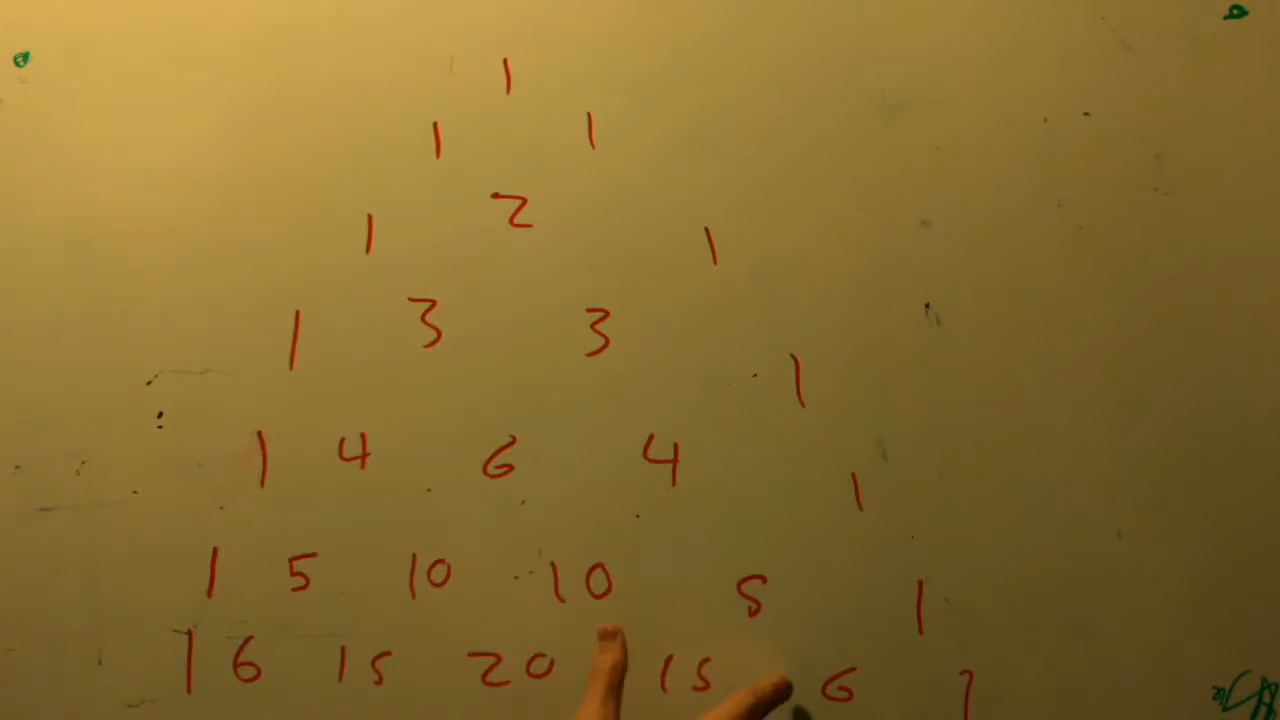 1
1 1
1 2 1
1 3 3 1
1 4 6 4 1
1 5 10 10 5 1
1 6 15 20 15 6 1